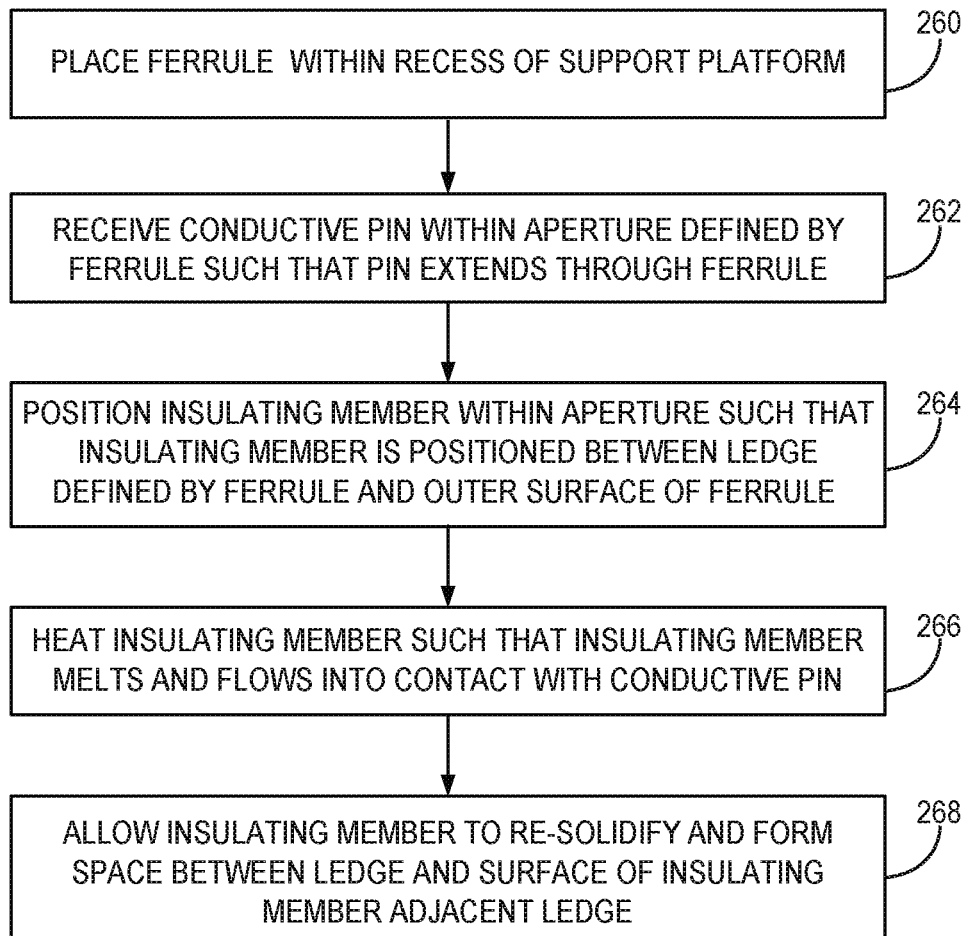 PLACE FERRULE WITHIN RECESS OF SUPPORT PLATFORM
260
RECEIVE CONDUCTIVE PIN WITHIN APERTURE DEFINED BY
FERRULE SUCH THAT PIN EXTENDS THROUGH FERRULE
262
POSITION INSULATING MEMBER WITHIN APERTURE SUCH THAT
INSULATING MEMBER IS POSITIONED BETWEEN LEDGE
DEFINED BY FERRULE AND OUTER SURFACE OF FERRULE
264
HEAT INSULATING MEMBER SUCH THAT INSULATING MEMBER
MELTS AND FLOWS INTO CONTACT WITH CONDUCTIVE PIN
266
ALLOW INSULATING MEMBER TO RE-SOLIDIFY AND FORM
SPACE BETWEEN LEDGE AND SURFACE OF INSULATING
MEMBER ADJACENT LEDGE
268